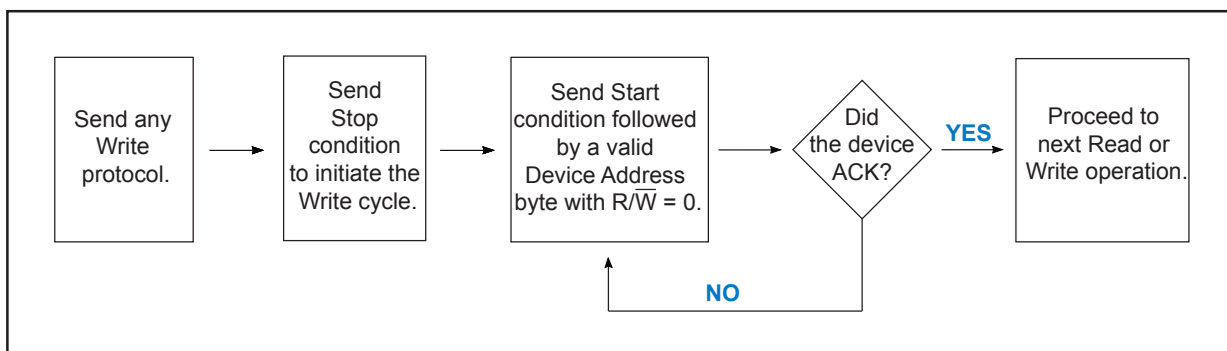 Send any
Write
protocol.
Send
Stop
condition
to initiate the
Write cycle.
Send Start
condition followed
by a valid
Device Address
byte with R/W̅ = 0.
Did
the device
ACK?
YES
NO
Proceed to
next Read or
Write operation.